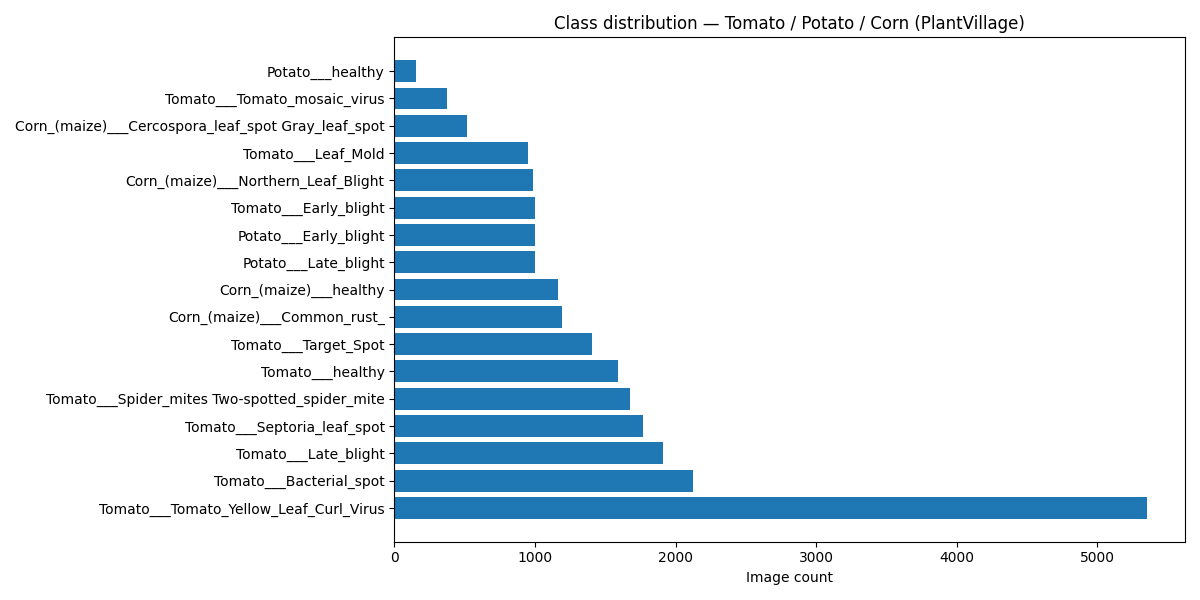 Class distribution — Tomato / Potato / Corn (PlantVillage)
Potato___healthy
Tomato___Tomato_mosaic_virus
Corn_(maize)___Cercospora_leaf_spot Gray_leaf_spot
Tomato___Leaf_Mold
Corn_(maize)___Northern_Leaf_Blight
Tomato___Early_blight
Potato___Early_blight
Potato___Late_blight
Corn_(maize)___healthy
Corn_(maize)___Common_rust_
Tomato___Target_Spot
Tomato___healthy
Tomato___Spider_mites Two-spotted_spider_mite
Tomato___Septoria_leaf_spot
Tomato___Late_blight
Tomato___Bacterial_spot
Tomato___Tomato_Yellow_Leaf_Curl_Virus
0 1000 2000 3000 4000 5000
Image count